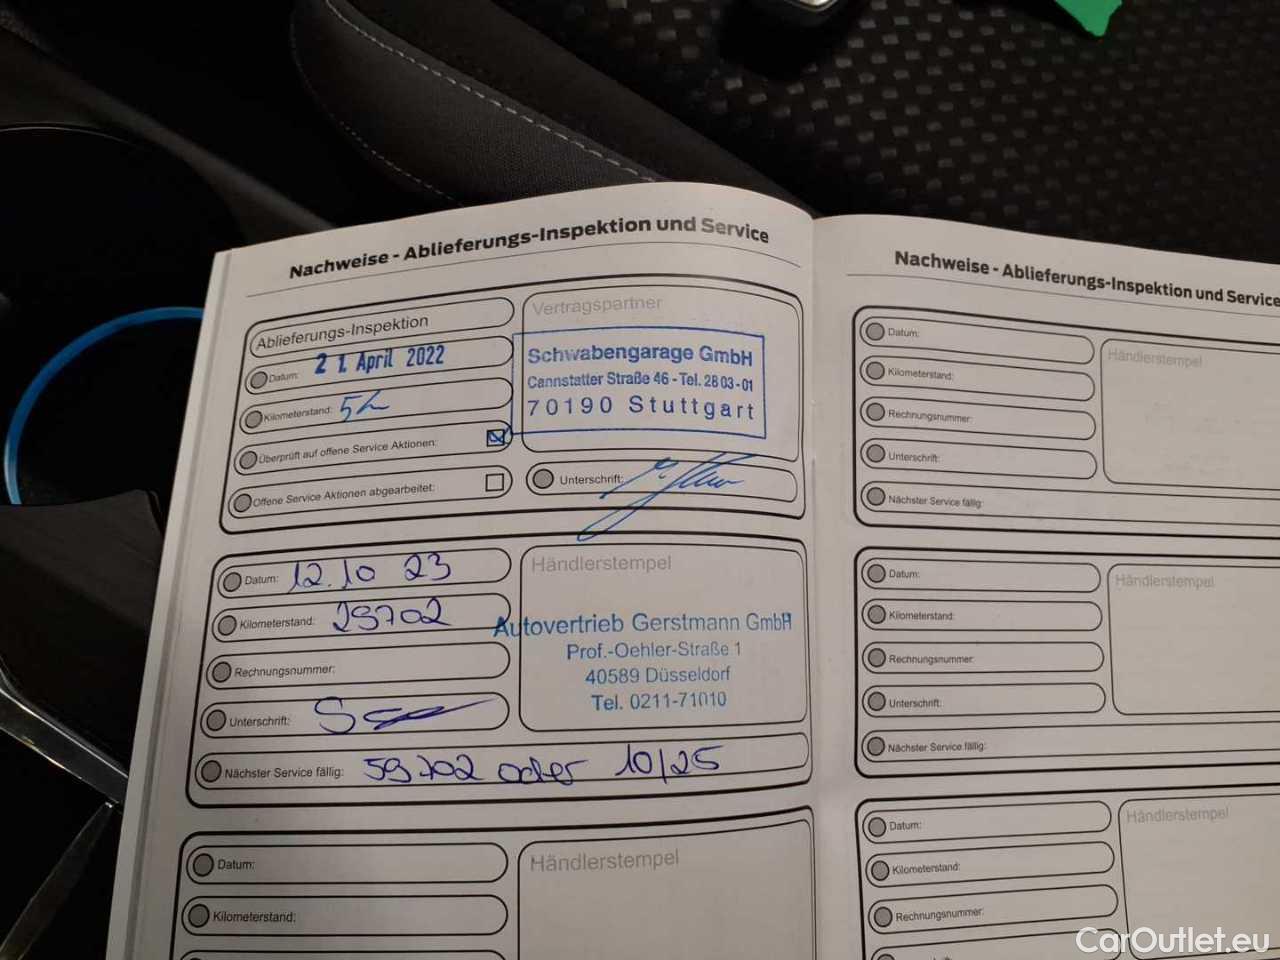 Nachweise - Ablieferungs-Inspektion und Service
Ablieferungs-Inspektion
Datum: 21. April 2022
Kilometerstand:
Überprüft auf offene Service Aktionen:
Offene Service Aktionen abgearbeitet:
Vertragspartner
Schwabengarage GmbH
Cannstatter Straße 46 - Tel. 28 03-01
70190 Stuttgart
Unterschrift:
Datum: 12.10 23
Kilometerstand: 29702
Rechnungsnummer:
Unterschrift:
Nächster Service fällig: 59702 oder 10/25
Händlerstempel
Autovertrieb Gerstmann GmbH
Prof.-Oehler-Straße 1
40589 Düsseldorf
Tel. 0211-71010
Datum:
Kilometerstand:
Händlerstempel
Nachweise - Ablieferungs-Inspektion und Service
Datum:
Kilometerstand:
Rechnungsnummer:
Unterschrift:
Nächster Service fällig:
Händlerstempel
Datum:
Kilometerstand:
Rechnungsnummer:
Unterschrift:
Nächster Service fällig:
Händlerstempel
Datum:
Kilometerstand:
Rechnungsnummer:
Händlerstempel
CarOutlet.eu